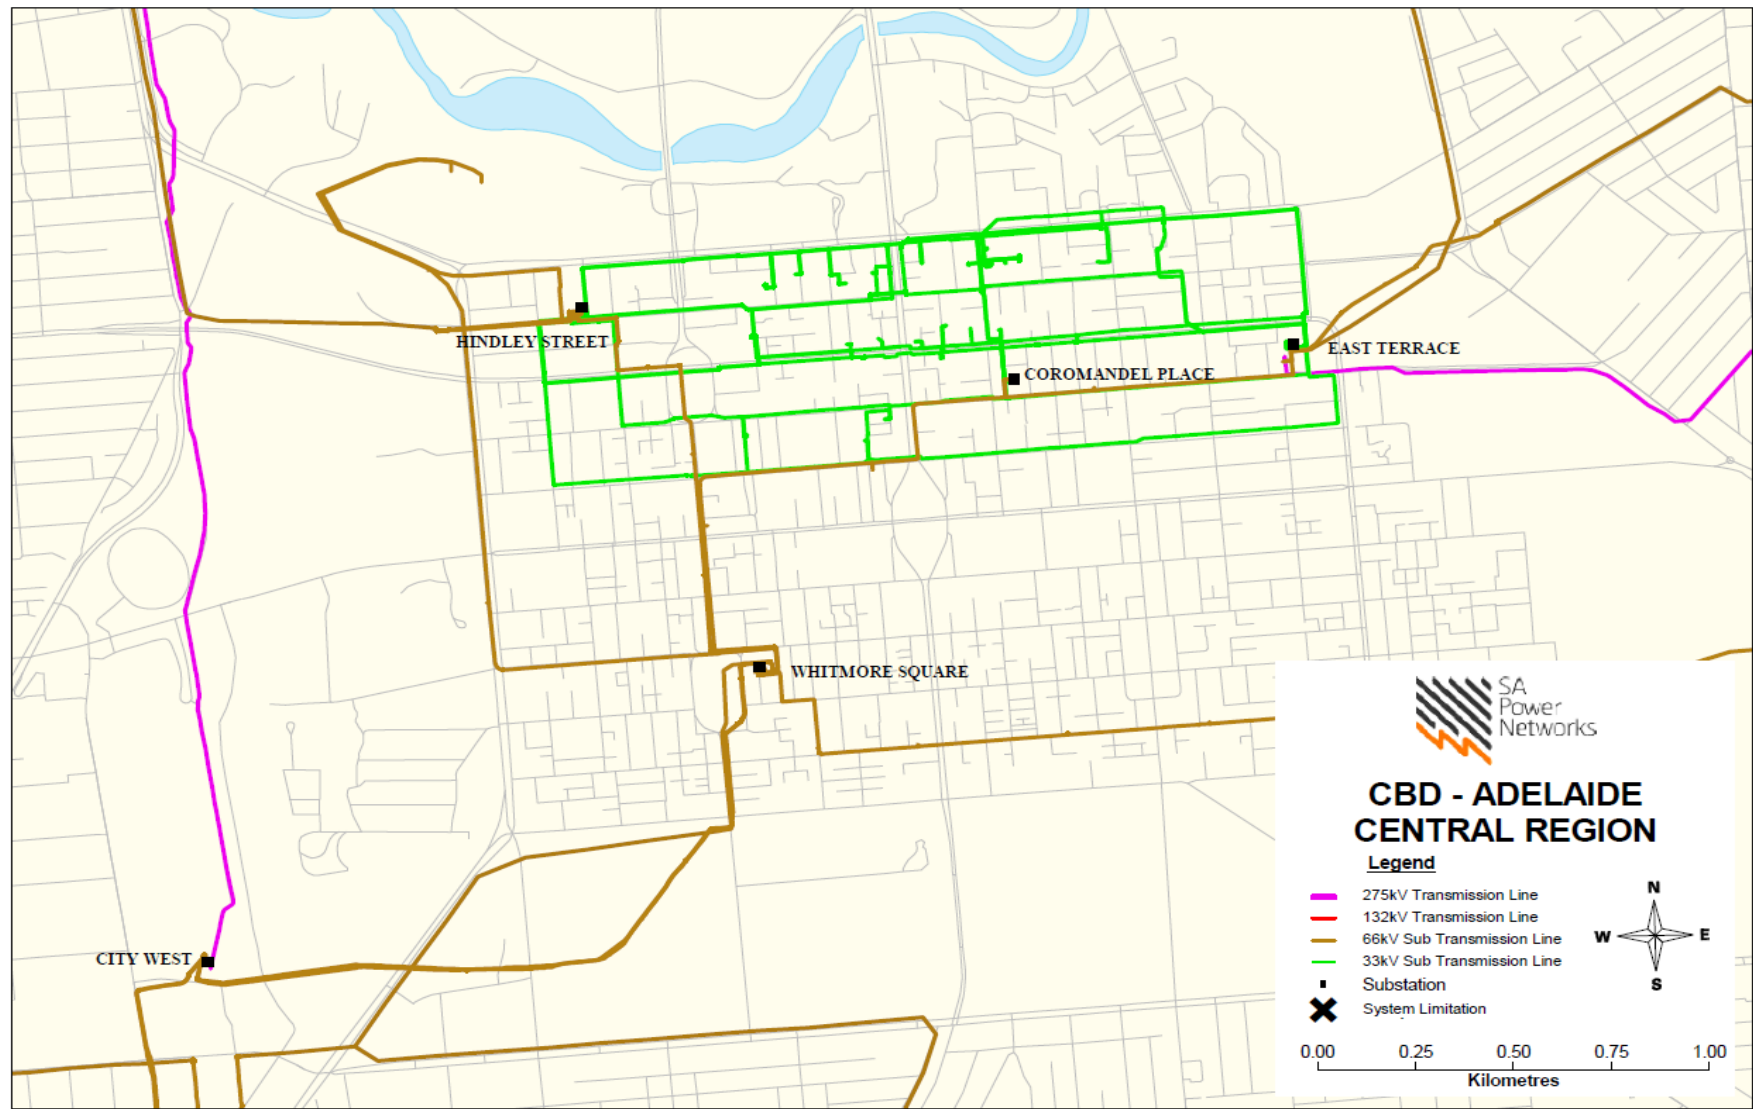 HINDLEY STREET
EAST TERRACE
COROMANDEL PLACE
WHITMORE SQUARE
CITY WEST
SA
Power
Networks
CBD - ADELAIDE
CENTRAL REGION
Legend
275kV Transmission Line
132kV Transmission Line
66kV Sub Transmission Line
33kV Sub Transmission Line
Substation
System Limitation
N
W E
S
0.00 0.25 0.50 0.75 1.00
Kilometres